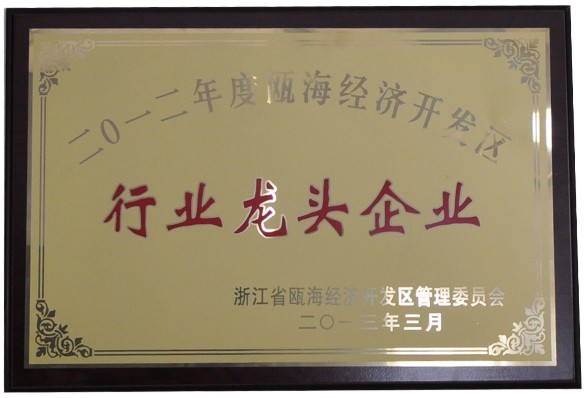 二〇一二年度瓯海经济开发区
行业龙头企业
浙江省瓯海经济开发区管理委员会
二〇一三年三月